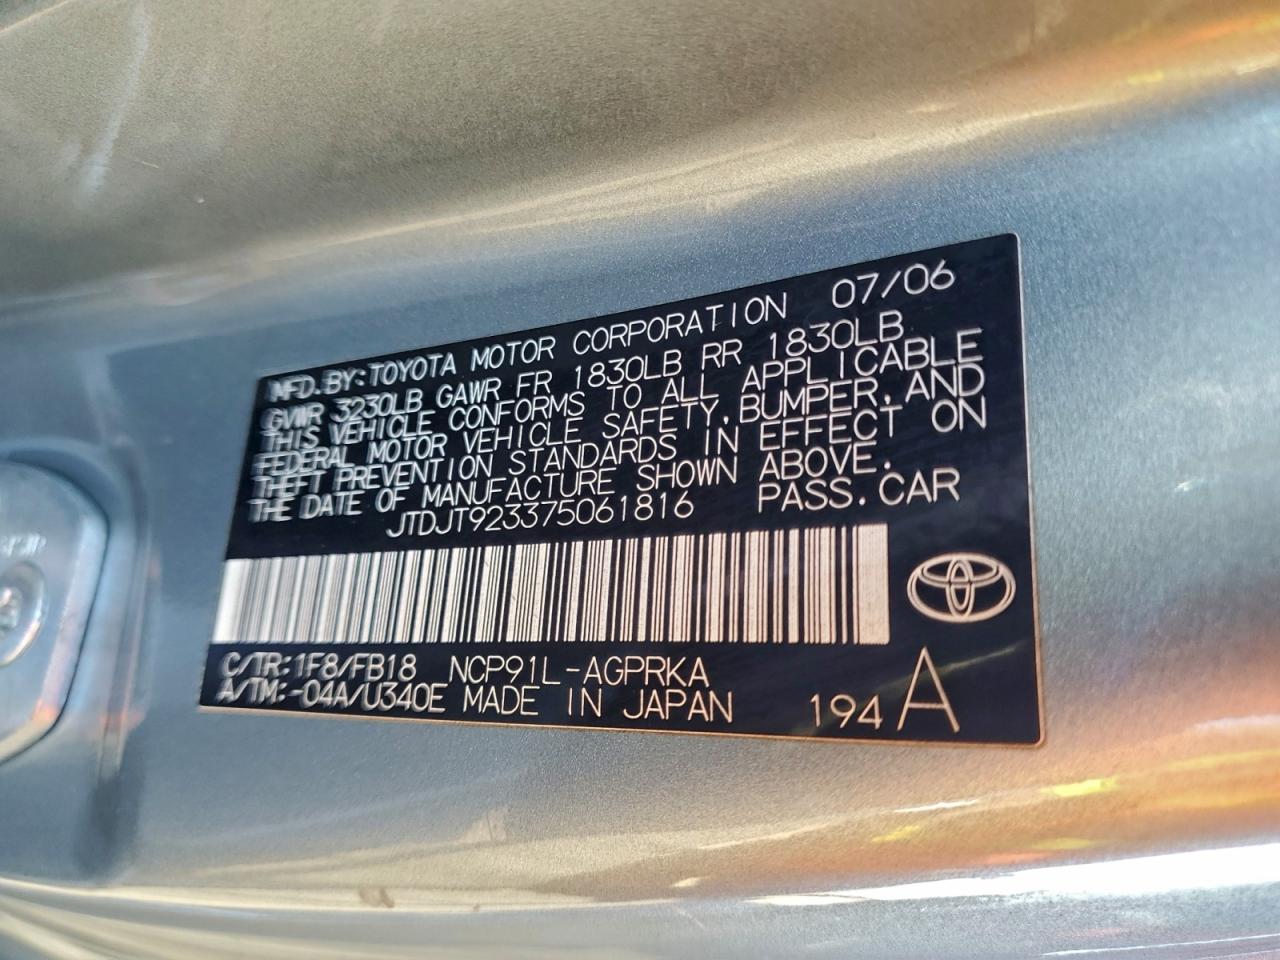 MFD.BY:TOYOTA MOTOR CORPORATION 07/06
GVWR 3230LB GAWR FR 1830LB RR 1830LB
THIS VEHICLE CONFORMS TO ALL APPLICABLE
FEDERAL MOTOR VEHICLE SAFETY,BUMPER,AND
THEFT PREVENTION STANDARDS IN EFFECT ON
THE DATE OF MANUFACTURE SHOWN ABOVE.
JTDJT923375061816 PASS.CAR
C/TR:1F8/FB18 NCP91L-AGPRKA
A/TM:-04A/U340E MADE IN JAPAN 194A